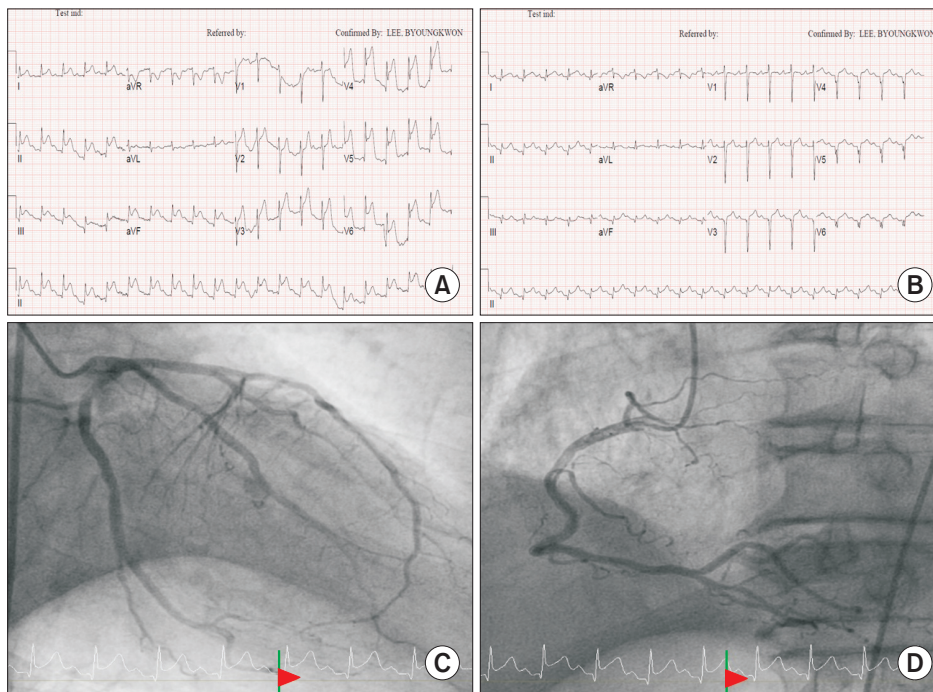 Test ind:
Referred by: Confirmed By: LEE, BYOUNGKWON
I aVR V1 V4
II aVL V2 V5
III aVF V3 V6
II
A
Test ind:
Referred by: Confirmed By: LEE, BYOUNGKWON
I aVR V1 V4
II aVL V2 V5
III aVF V3 V6
II
B
C
D